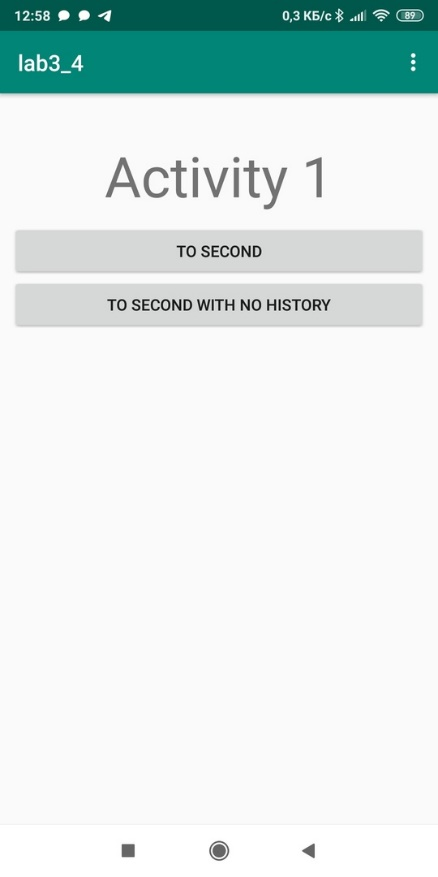 12:58 0,3 КБ/с 89
lab3_4
Activity 1
TO SECOND
TO SECOND WITH NO HISTORY